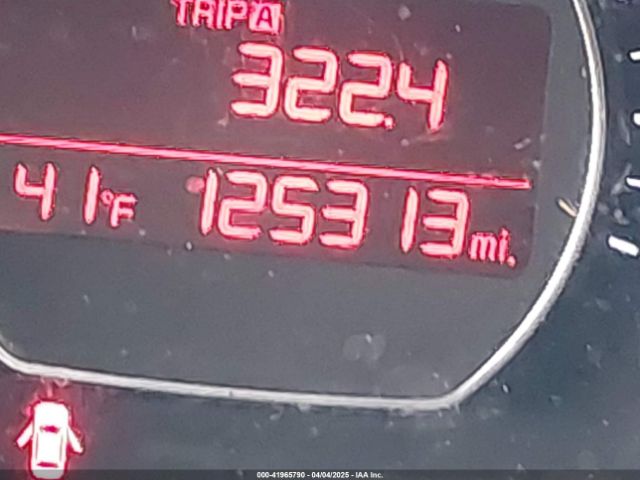 TRIP A
322.4
41°F 125313 mi.
000-41965790 - 04/04/2025 - IAA Inc.